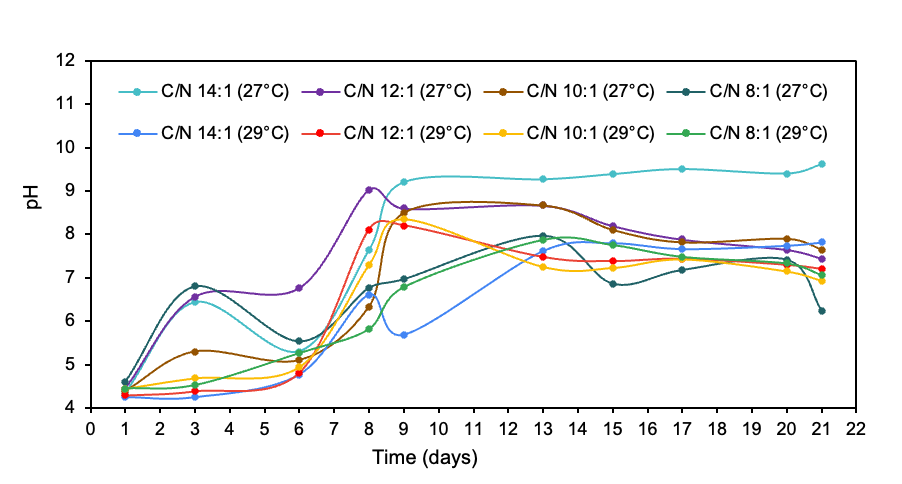 12
11
10
9
8
7
6
5
4
pH
C/N 14:1 (27°C) C/N 12:1 (27°C) C/N 10:1 (27°C) C/N 8:1 (27°C)
C/N 14:1 (29°C) C/N 12:1 (29°C) C/N 10:1 (29°C) C/N 8:1 (29°C)
0 1 2 3 4 5 6 7 8 9 10 11 12 13 14 15 16 17 18 19 20 21 22
Time (days)